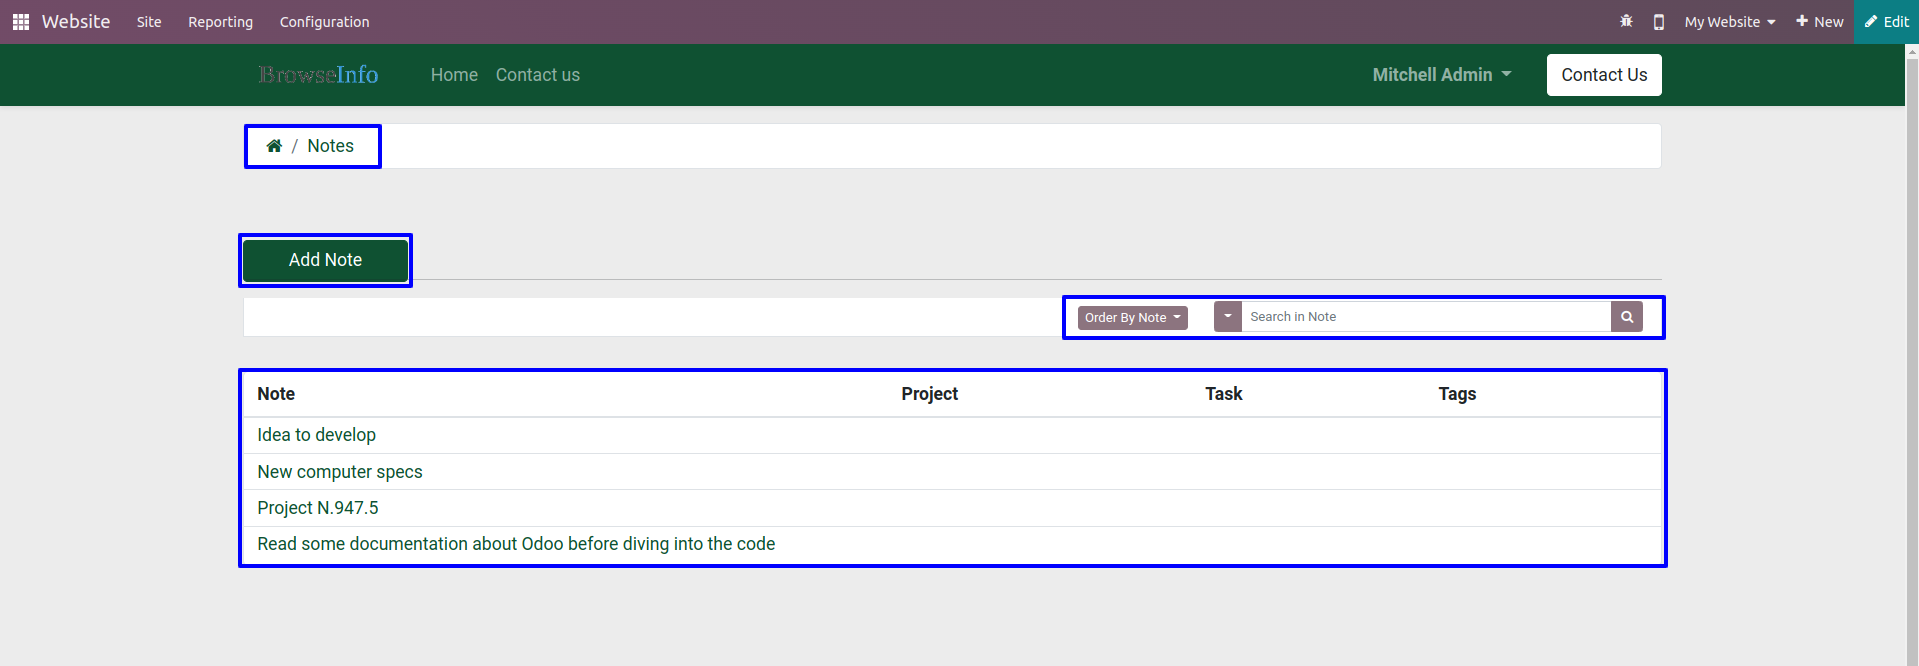 Website Site Reporting Configuration My Website New Edit
BrowseInfo Home Contact us Mitchell Admin Contact Us
/ Notes
Add Note
Order By Note Search in Note
Note Project Task Tags
Idea to develop
New computer specs
Project N.947.5
Read some documentation about Odoo before diving into the code